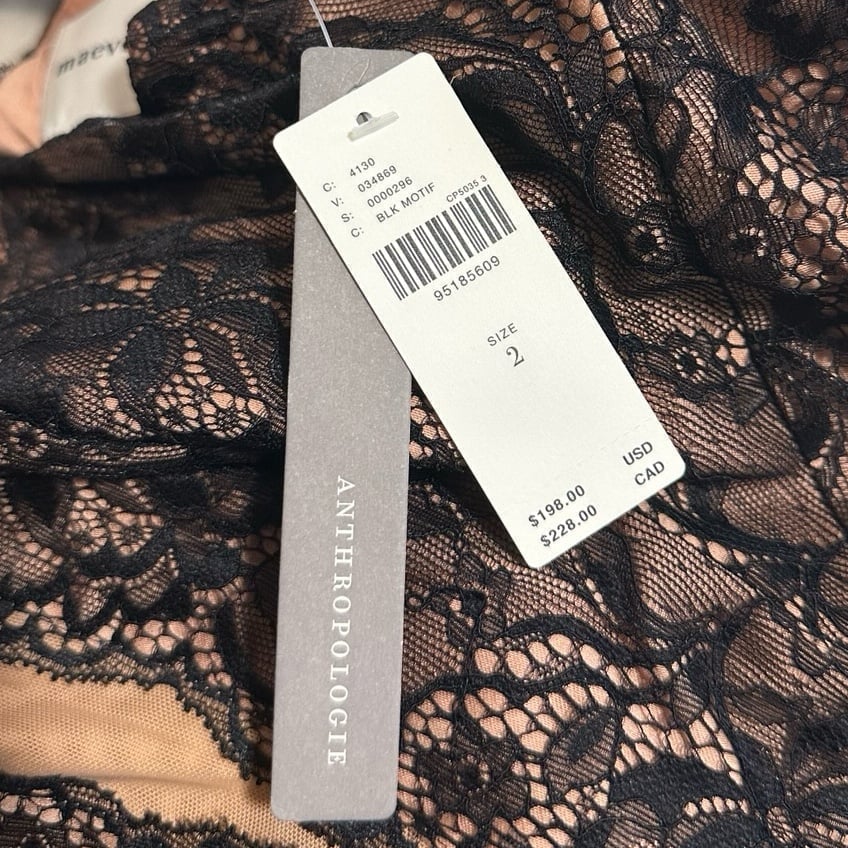 maeve
C: 4130
V: 034869
S: 0000296
C: BLK MOTIF
CP5035 3
95185609
SIZE
2
$198.00 USD
$228.00 CAD
ANTHROPOLOGIE